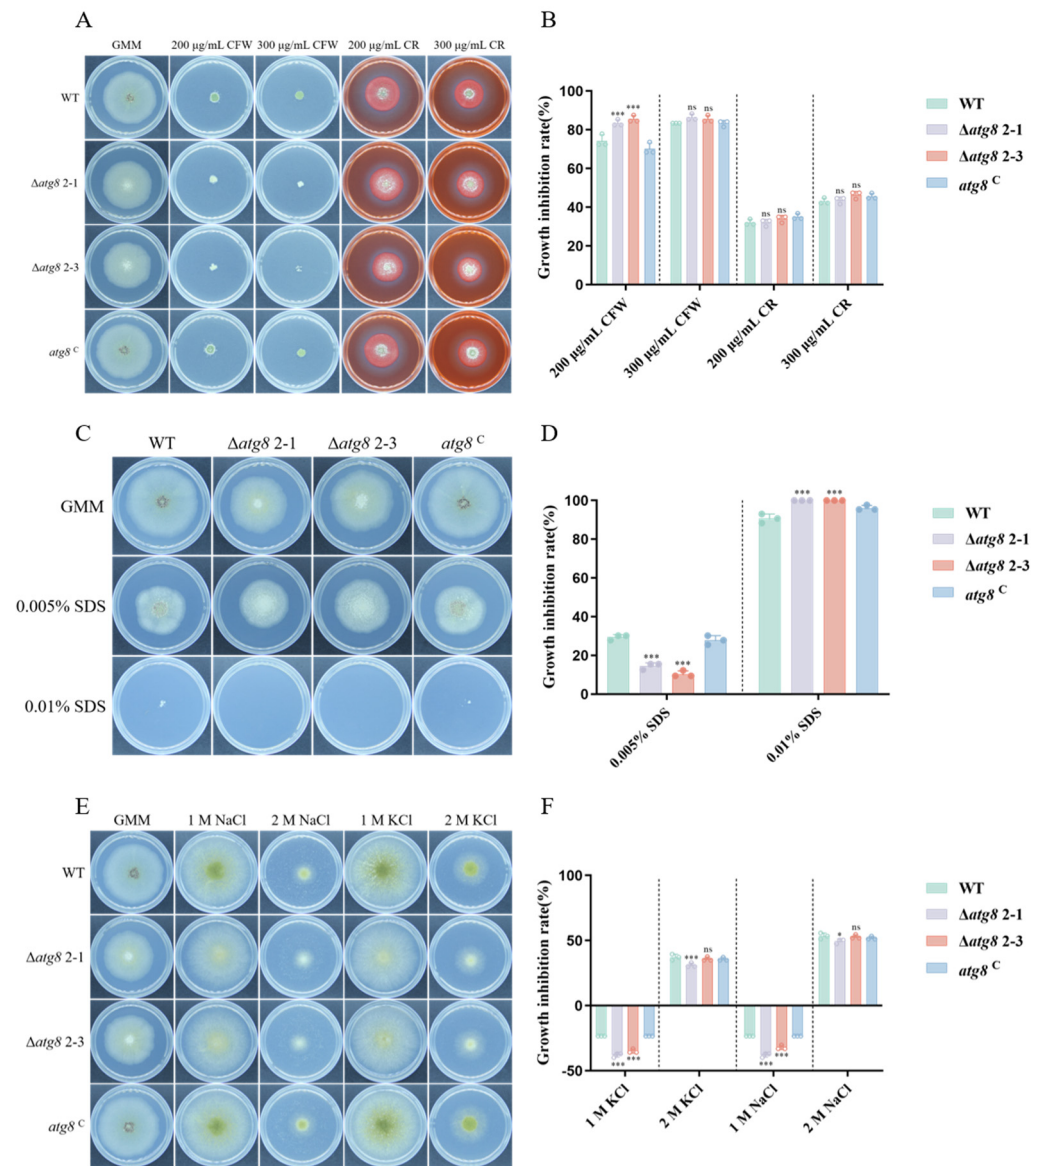 A
GMM 200 μg/mL CFW 300 μg/mL CFW 200 μg/mL CR 300 μg/mL CR
WT
Δatg8 2-1
Δatg8 2-3
atg8 C
B
Growth inhibition rate(%)
100
80
60
40
20
0
*** *** ns ns ns ns ns ns
200 μg/mL CFW 300 μg/mL CFW 200 μg/mL CR 300 μg/mL CR
WT
Δatg8 2-1
Δatg8 2-3
atg8 C
C
WT Δatg8 2-1 Δatg8 2-3 atg8 C
GMM
0.005% SDS
0.01% SDS
D
Growth inhibition rate(%)
100
80
60
40
20
0
*** *** *** ***
0.005% SDS 0.01% SDS
WT
Δatg8 2-1
Δatg8 2-3
atg8 C
E
GMM 1 M NaCl 2 M NaCl 1 M KCl 2 M KCl
WT
Δatg8 2-1
Δatg8 2-3
atg8 C
F
Growth inhibition rate(%)
100
50
0
-50
*** *** *** ns *** *** * ns
1 M KCl 2 M KCl 1 M NaCl 2 M NaCl
WT
Δatg8 2-1
Δatg8 2-3
atg8 C